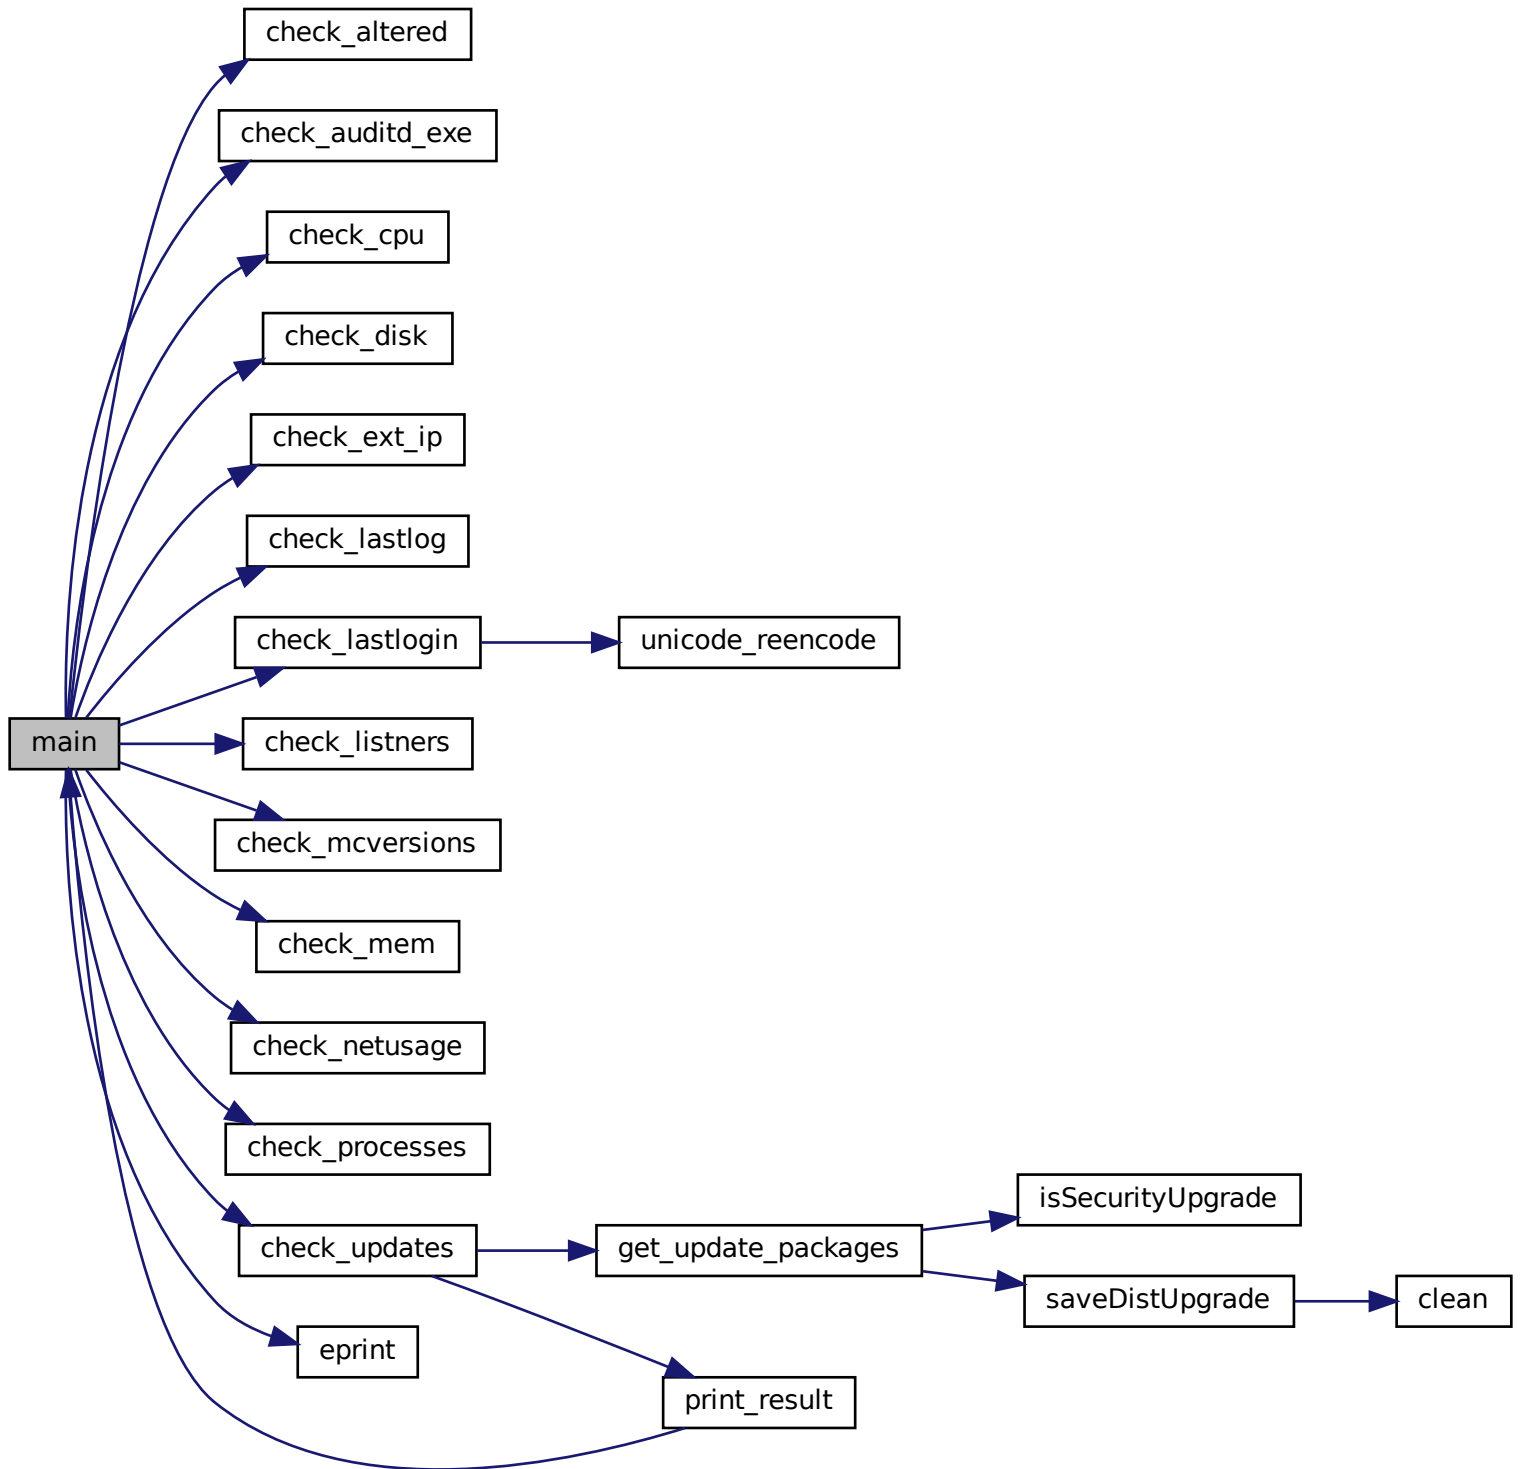 check_altered
check_auditd_exe
check_cpu
check_disk
check_ext_ip
check_lastlog
check_lastlogin
unicode_reencode
main
check_listners
check_mcversions
check_mem
check_netusage
check_processes
isSecurityUpgrade
check_updates
get_update_packages
saveDistUpgrade
clean
eprint
print_result